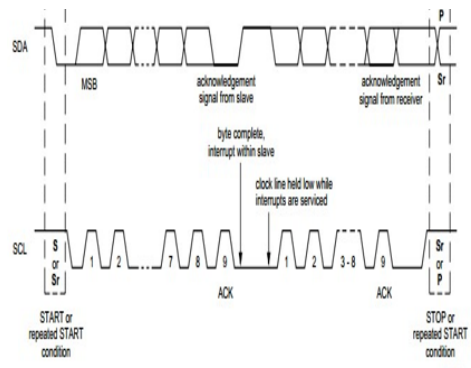 P
SDA
MSB
acknowledgement
signal from slave
acknowledgement
signal from receiver
Sr
byte complete,
interrupt within slave
clock line held low while
interrupts are serviced
SCL
S
or
Sr
1
2
7
8
9
1
2
3 - 8
9
Sr
or
P
ACK
ACK
START or
repeated START
condition
STOP or
repeated START
condition